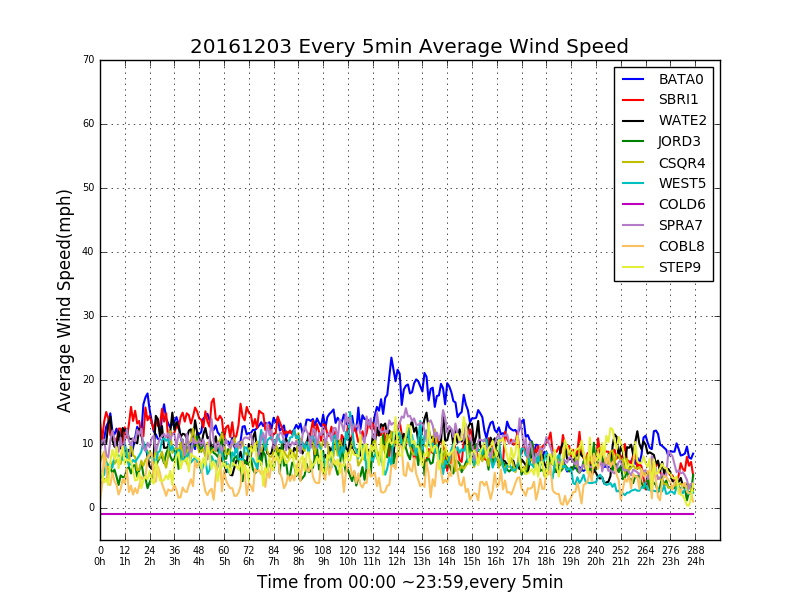 20161203 Every 5min Average Wind Speed
70
60
50
40
30
20
10
0
Average Wind Speed(mph)
BATA0
SBRI1
WATE2
JORD3
CSQR4
WEST5
COLD6
SPRA7
COBL8
STEP9
0 12 24 36 48 60 72 84 96 108 120 132 144 156 168 180 192 204 216 228 240 252 264 276 288
0h 1h 2h 3h 4h 5h 6h 7h 8h 9h 10h 11h 12h 13h 14h 15h 16h 17h 18h 19h 20h 21h 22h 23h 24h
Time from 00:00 ~23:59,every 5min